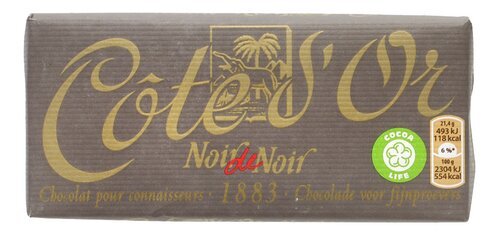 Côte d'Or
Noir de Noir
Chocolat pour connaisseurs · 1883 · Chocolade voor fijnproevers
COCOA
LIFE
21,4 g
493 kJ
118 kcal
6 %*
100 g
2304 kJ
554 kcal